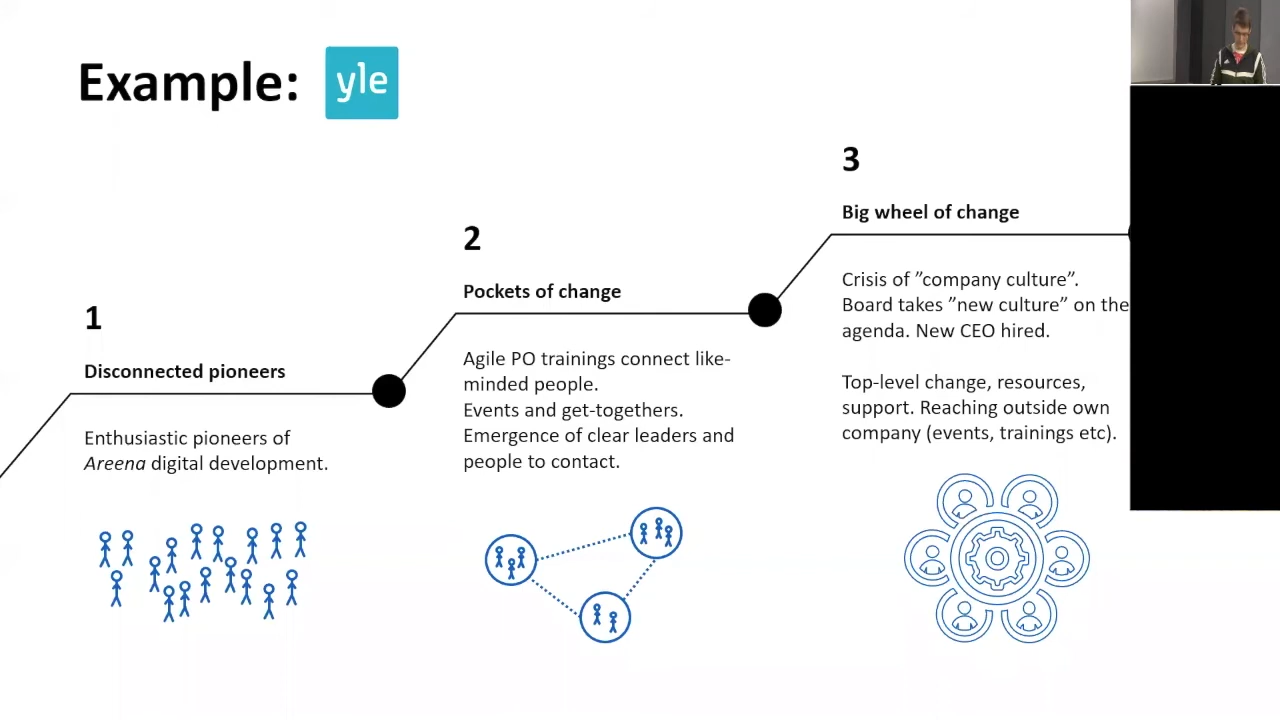 Example:
yle
1
Disconnected pioneers
Enthusiastic pioneers of
Areena digital development.
2
Pockets of change
Agile PO trainings connect like-
minded people.
Events and get-togethers.
Emergence of clear leaders and
people to contact.
3
Big wheel of change
Crisis of ”company culture”.
Board takes ”new culture” on the
agenda. New CEO hired.
Top-level change, resources,
support. Reaching outside own
company (events, trainings etc).